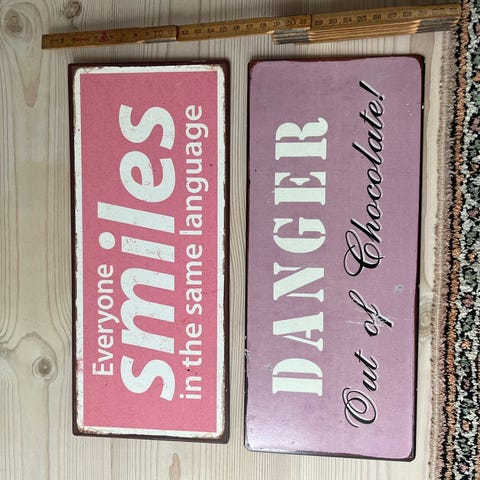 Everyone
smiles
in the same language
DANGER
Out of Chocolate!